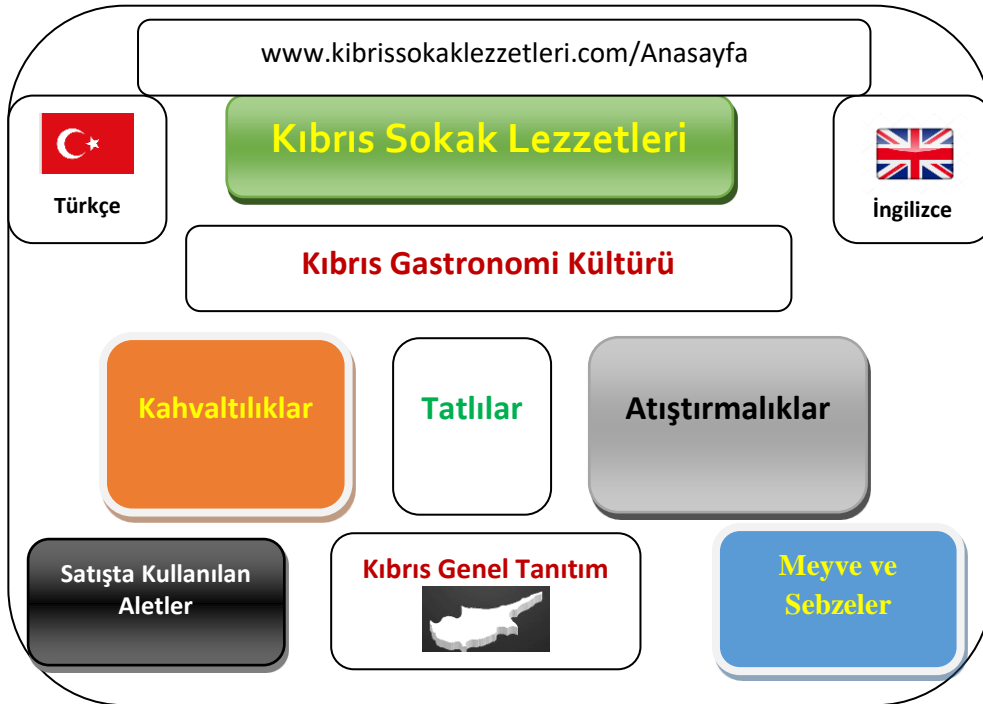 www.kibrissokaklezzetleri.com/Anasayfa
Kıbrıs Sokak Lezzetleri
Türkçe
İngilizce
Kıbrıs Gastronomi Kültürü
Kahvaltılıklar
Tatlılar
Atıştırmalıklar
Satışta Kullanılan
Aletler
Kıbrıs Genel Tanıtım
Meyve ve
Sebzeler